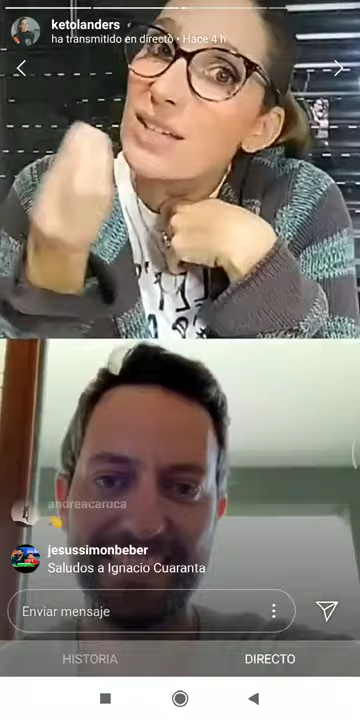 ketolanders
ha transmitido en directo • Hace 4 h
andreacaroca
jesussimonbeber
Saludos a Ignacio Cuaranta
Enviar mensaje
HISTORIA
DIRECTO